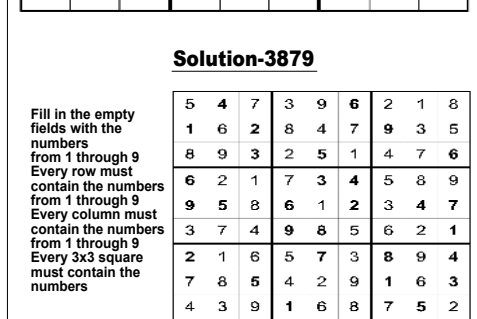 Solution-3879
Fill in the empty
fields with the
numbers
from 1 through 9
Every row must
contain the numbers
from 1 through 9
Every column must
contain the numbers
from 1 through 9
Every 3x3 square
must contain the
numbers
5 4 7 3 9 6 2 1 8
1 6 2 8 4 7 9 3 5
8 9 3 2 5 1 4 7 6
6 2 1 7 3 4 5 8 9
9 5 8 6 1 2 3 4 7
3 7 4 9 8 5 6 2 1
2 1 6 5 7 3 8 9 4
7 8 5 4 2 9 1 6 3
4 3 9 1 6 8 7 5 2